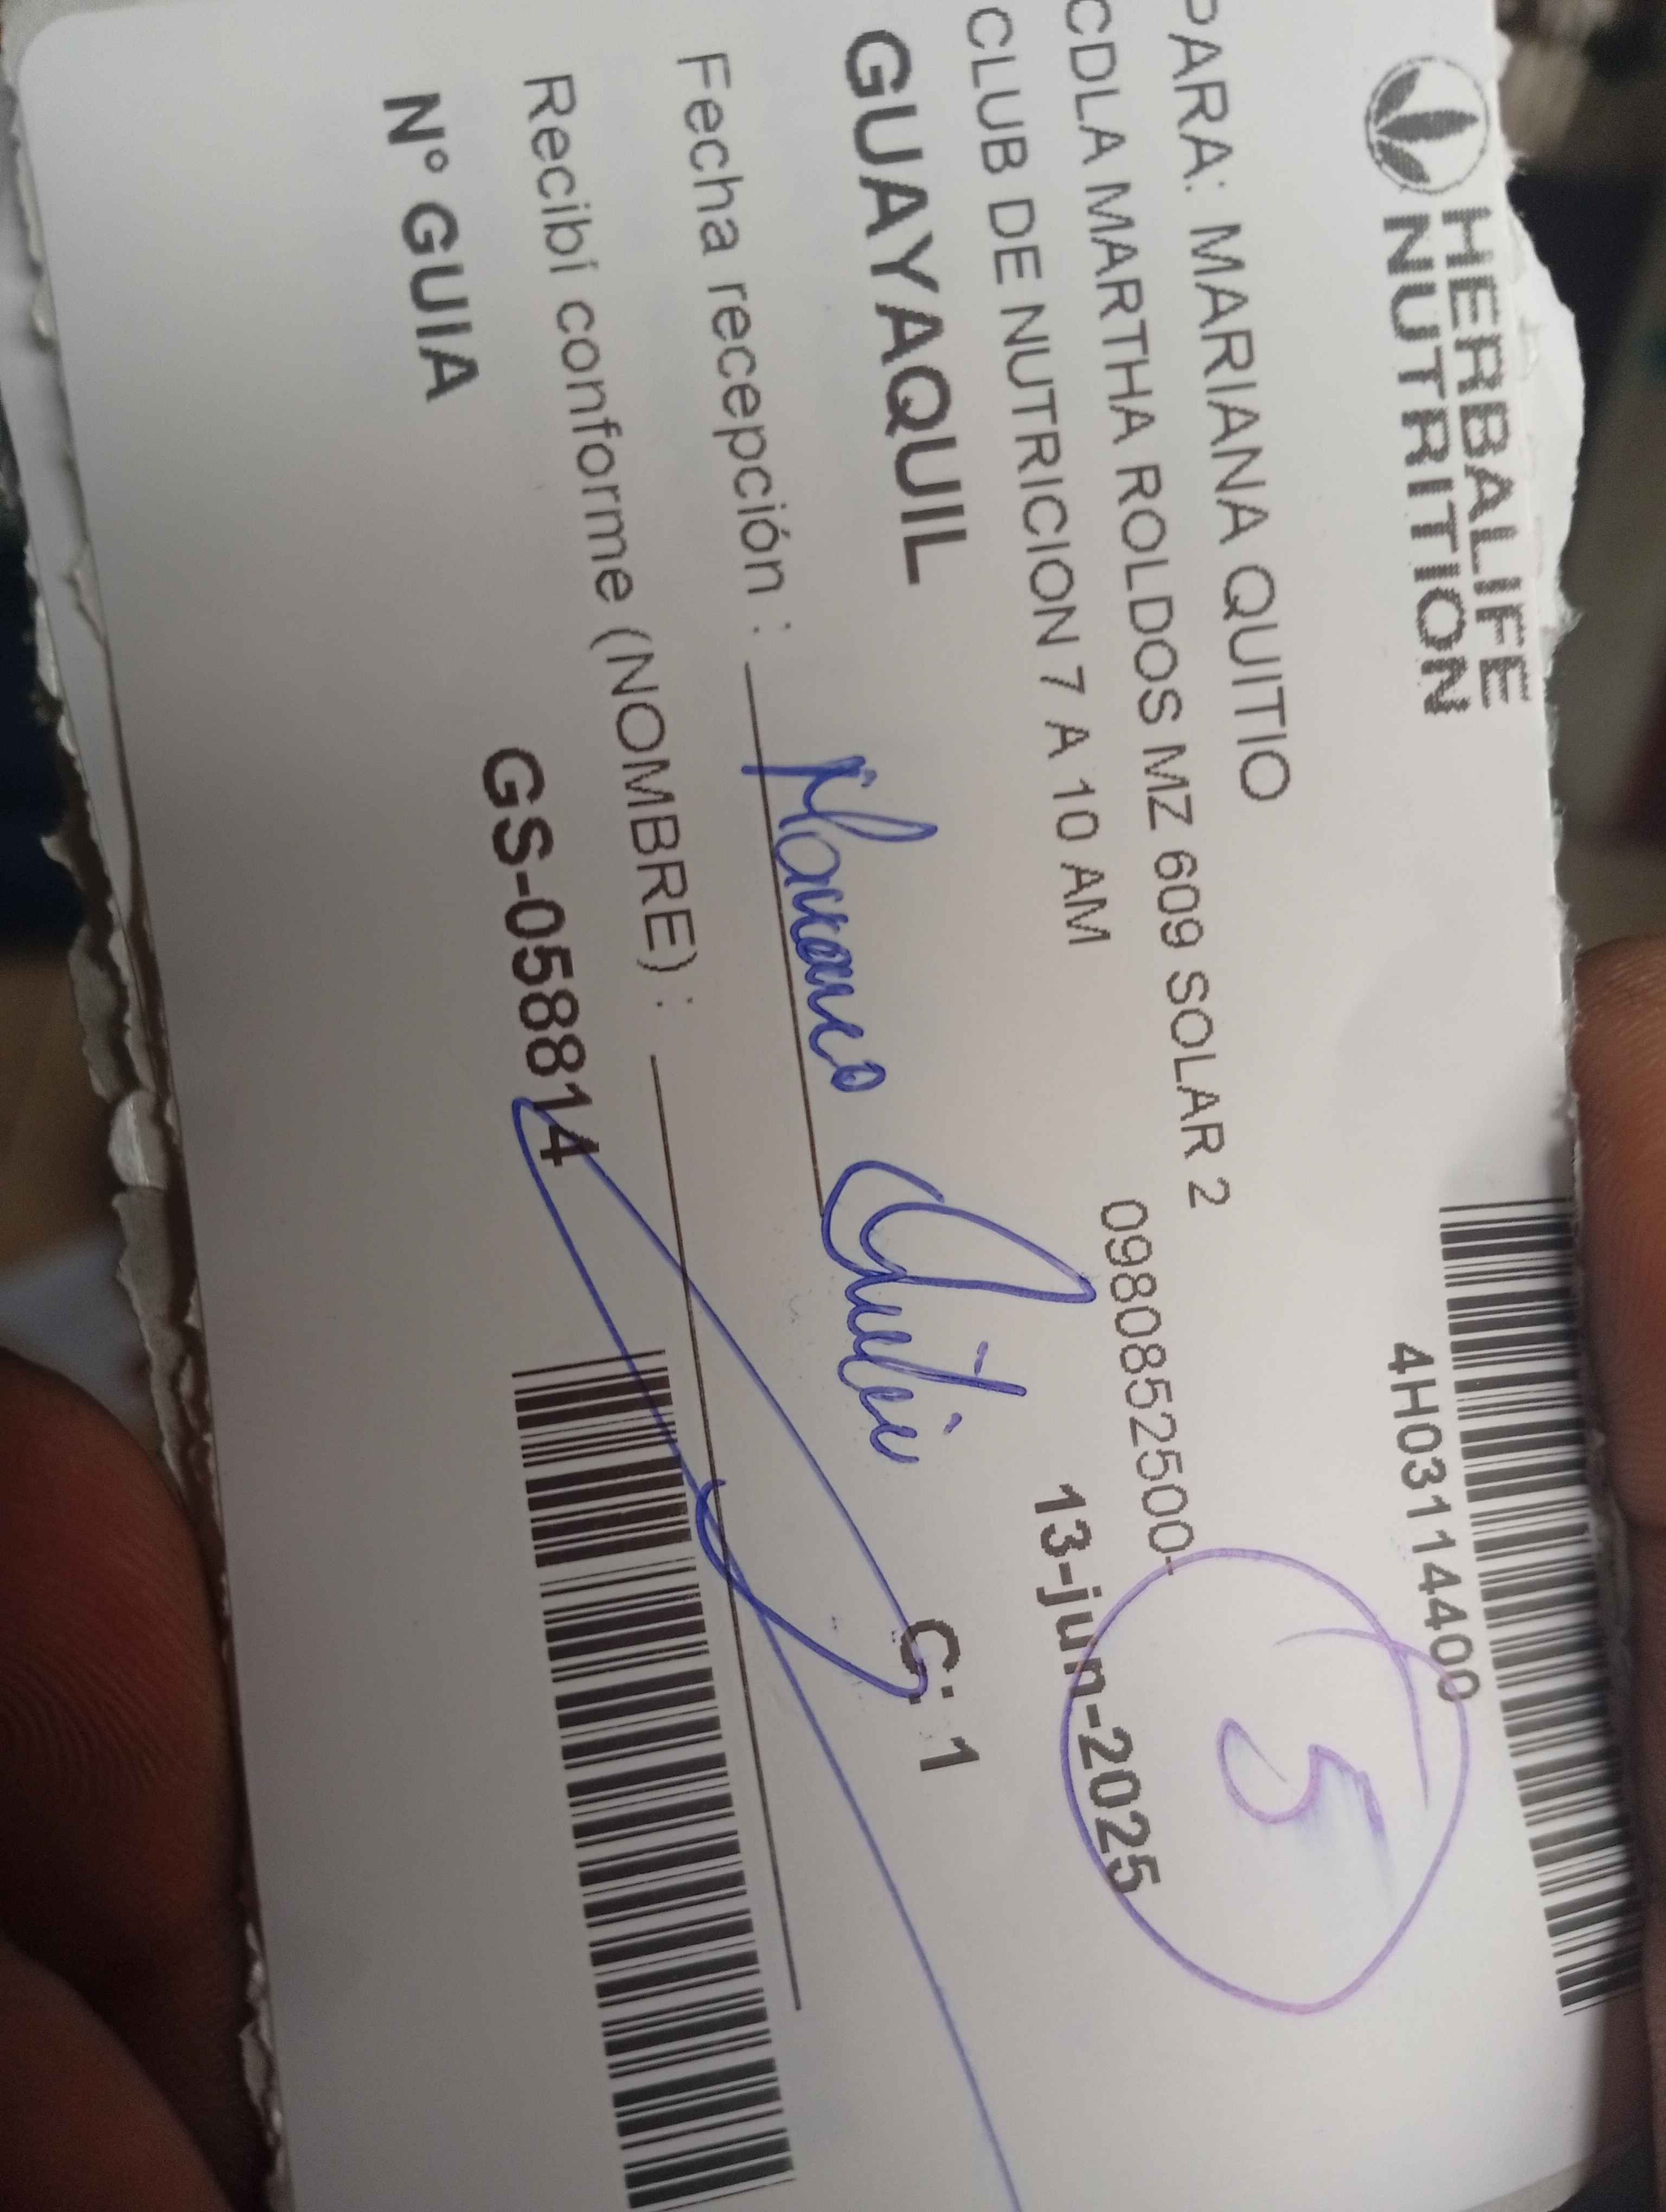 HERBALIFE
NUTRITION
4H03114400
PARA: MARIANA QUITIO
5
CDLA MARTHA ROLDOS MZ 609 SOLAR 2
0980852500-
CLUB DE NUTRICION 7 A 10 AM
13-jun-2025
GUAYAQUIL
C: 1
Fecha recepción : Mariana Quitio
Recibí conforme (NOMBRE) :
Nº GUIA GS-058814